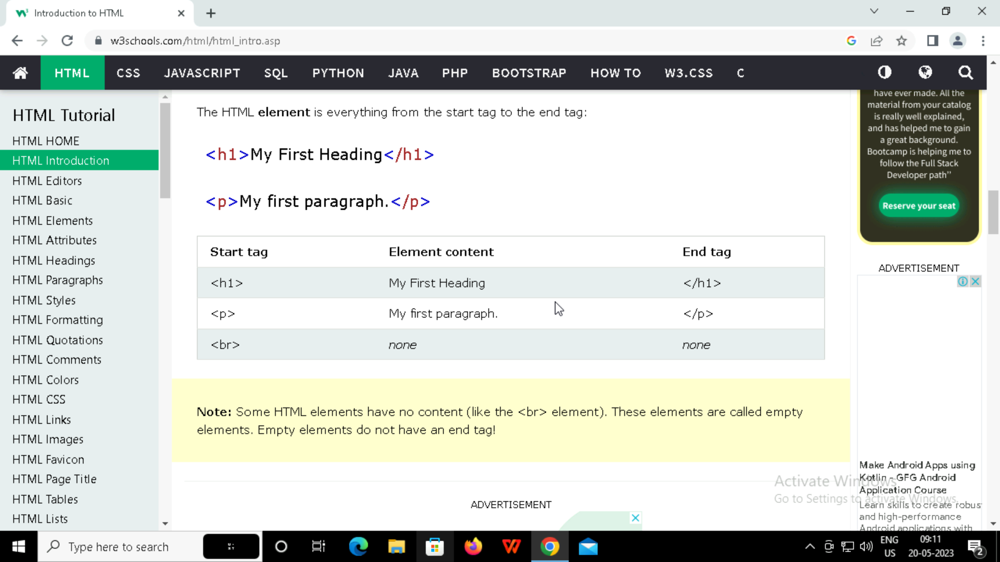 Introduction to HTML
w3schools.com/html/html_intro.asp
HTML CSS JAVASCRIPT SQL PYTHON JAVA PHP BOOTSTRAP HOW TO W3.CSS C
HTML Tutorial
HTML HOME
HTML Introduction
HTML Editors
HTML Basic
HTML Elements
HTML Attributes
HTML Headings
HTML Paragraphs
HTML Styles
HTML Formatting
HTML Quotations
HTML Comments
HTML Colors
HTML CSS
HTML Links
HTML Images
HTML Favicon
HTML Page Title
HTML Tables
HTML Lists
The HTML element is everything from the start tag to the end tag:
<h1>My First Heading</h1>
<p>My first paragraph.</p>
Start tag Element content End tag
<h1> My First Heading </h1>
<p> My first paragraph. </p>
<br> none none
Note: Some HTML elements have no content (like the <br> element). These elements are called empty
elements. Empty elements do not have an end tag!
ADVERTISEMENT
have ever made. All the
material from your catalog
is really well explained,
and has helped me to gain
a great background.
Bootcamp is helping me to
follow the Full Stack
Developer path”
Reserve your seat
ADVERTISEMENT
Make Android Apps using
Kotlin - GFG Android
Application Course
Learn skills to create robus
and high-performance
Android applications with
Activate Windows
Go to Settings to activate Windows.
Type here to search
ENG
US
09:11
20-05-2023
2